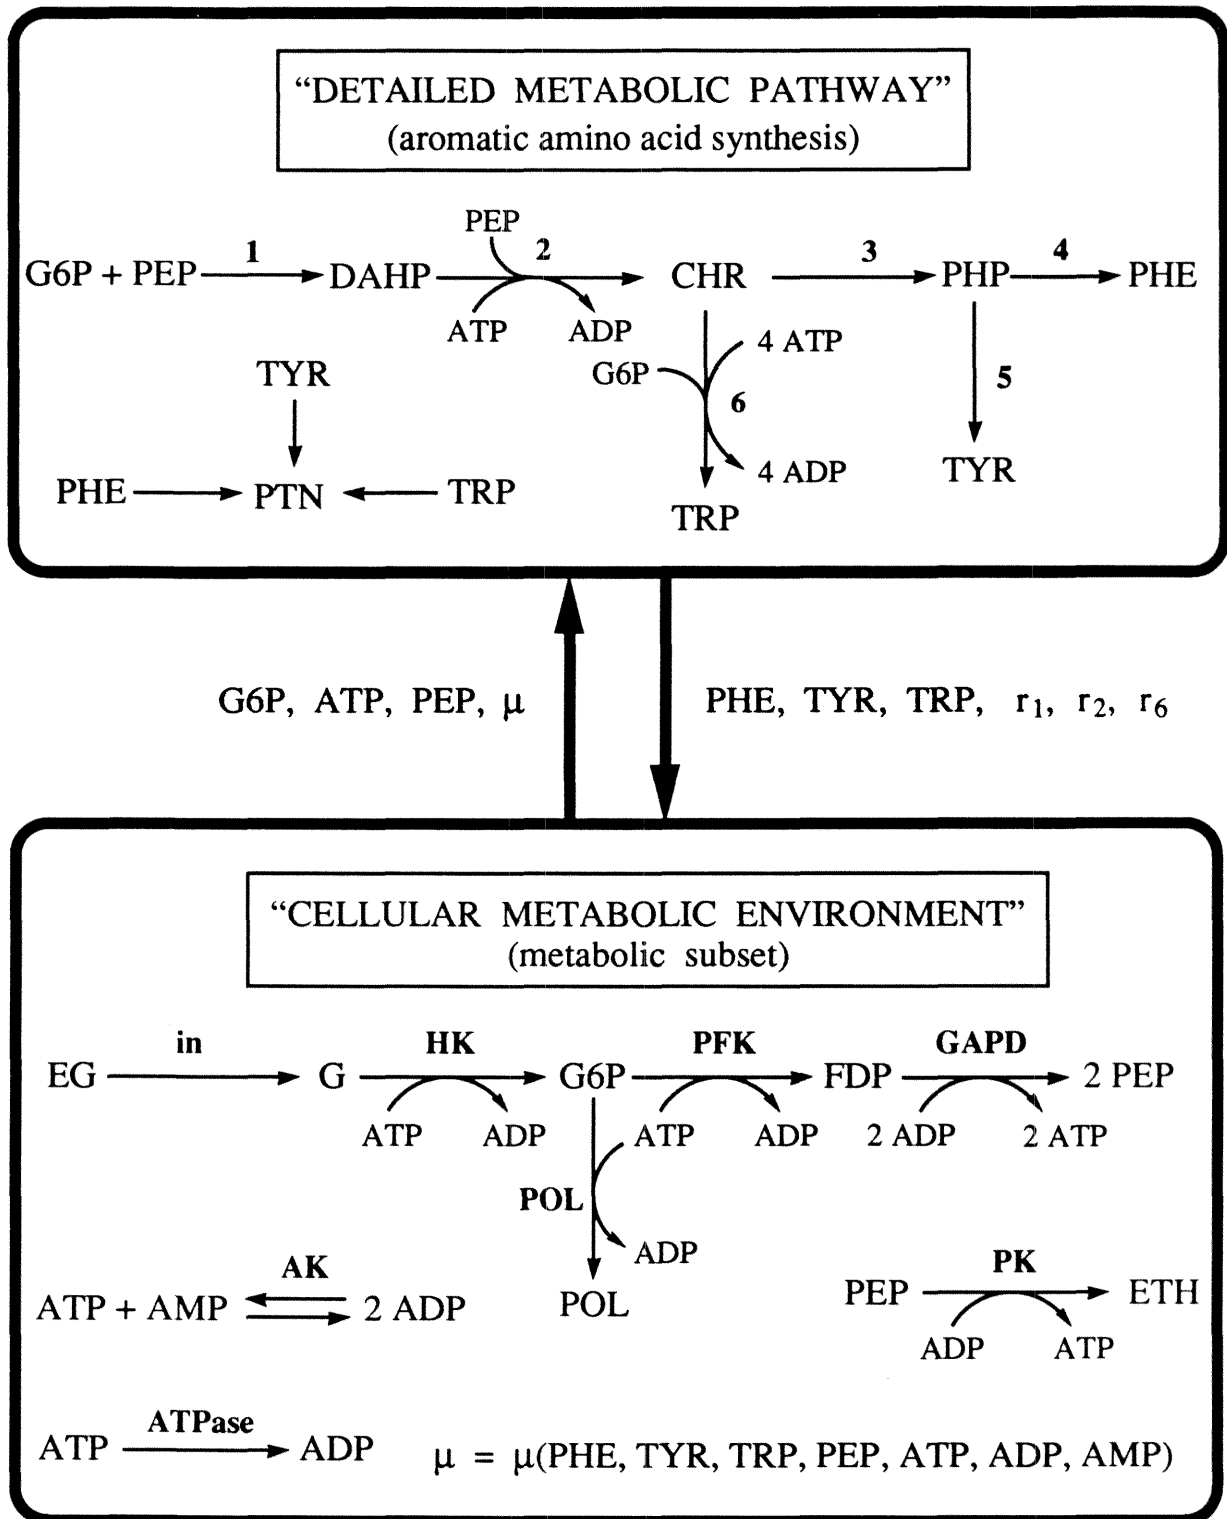 “DETAILED METABOLIC PATHWAY”
(aromatic amino acid synthesis)
PEP
1 2 3 4
G6P + PEP DAHP CHR PHP PHE
ATP ADP 4 ATP
TYR G6P 5
6
4 ADP TYR
PHE PTN TRP
TRP
G6P, ATP, PEP, μ PHE, TYR, TRP, r1, r2, r6
“CELLULAR METABOLIC ENVIRONMENT”
(metabolic subset)
in HK PFK GAPD
EG G G6P FDP 2 PEP
ATP ADP ATP ADP 2 ADP 2 ATP
POL
ADP
AK PK
ATP + AMP 2 ADP POL PEP ETH
ADP ATP
ATPase
ATP ADP μ = μ(PHE, TYR, TRP, PEP, ATP, ADP, AMP)